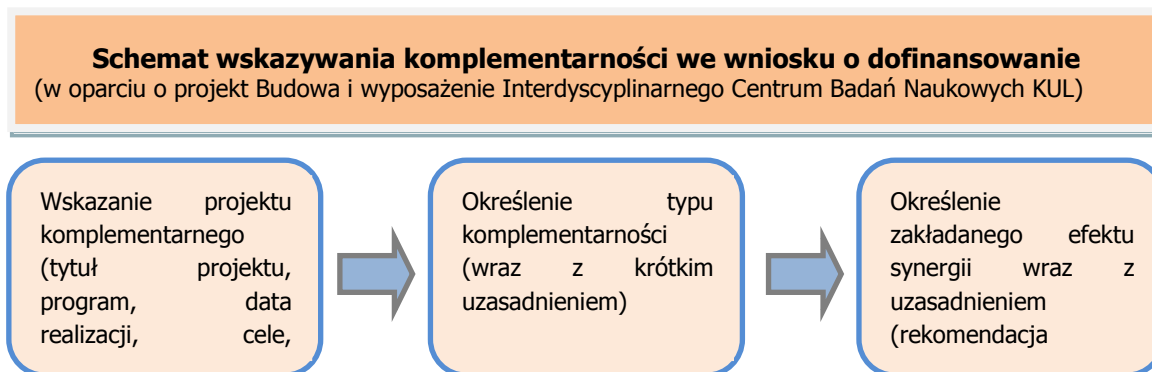 Schemat wskazywania komplementarności we wniosku o dofinansowanie
(w oparciu o projekt Budowa i wyposażenie Interdyscyplinarnego Centrum Badań Naukowych KUL)
Wskazanie projektu
komplementarnego
(tytuł projektu,
program, data
realizacji, cele,
Określenie typu
komplementarności
(wraz z krótkim
uzasadnieniem)
Określenie
zakładanego efektu
synergii wraz z
uzasadnieniem
(rekomendacja